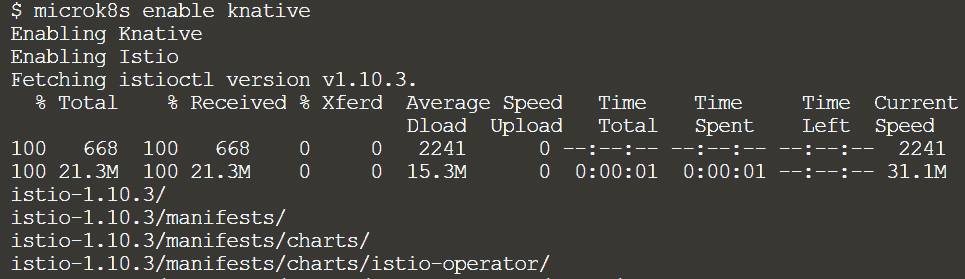 $ microk8s enable knative
Enabling Knative
Enabling Istio
Fetching istioctl version v1.10.3.
  % Total    % Received % Xferd  Average Speed   Time    Time     Time  Current
                                 Dload  Upload   Total   Spent    Left  Speed
100   668  100   668    0     0   2241      0 --:--:-- --:--:-- --:--:--  2241
100 21.3M  100 21.3M    0     0  15.3M      0  0:00:01  0:00:01 --:--:-- 31.1M
istio-1.10.3/
istio-1.10.3/manifests/
istio-1.10.3/manifests/charts/
istio-1.10.3/manifests/charts/istio-operator/